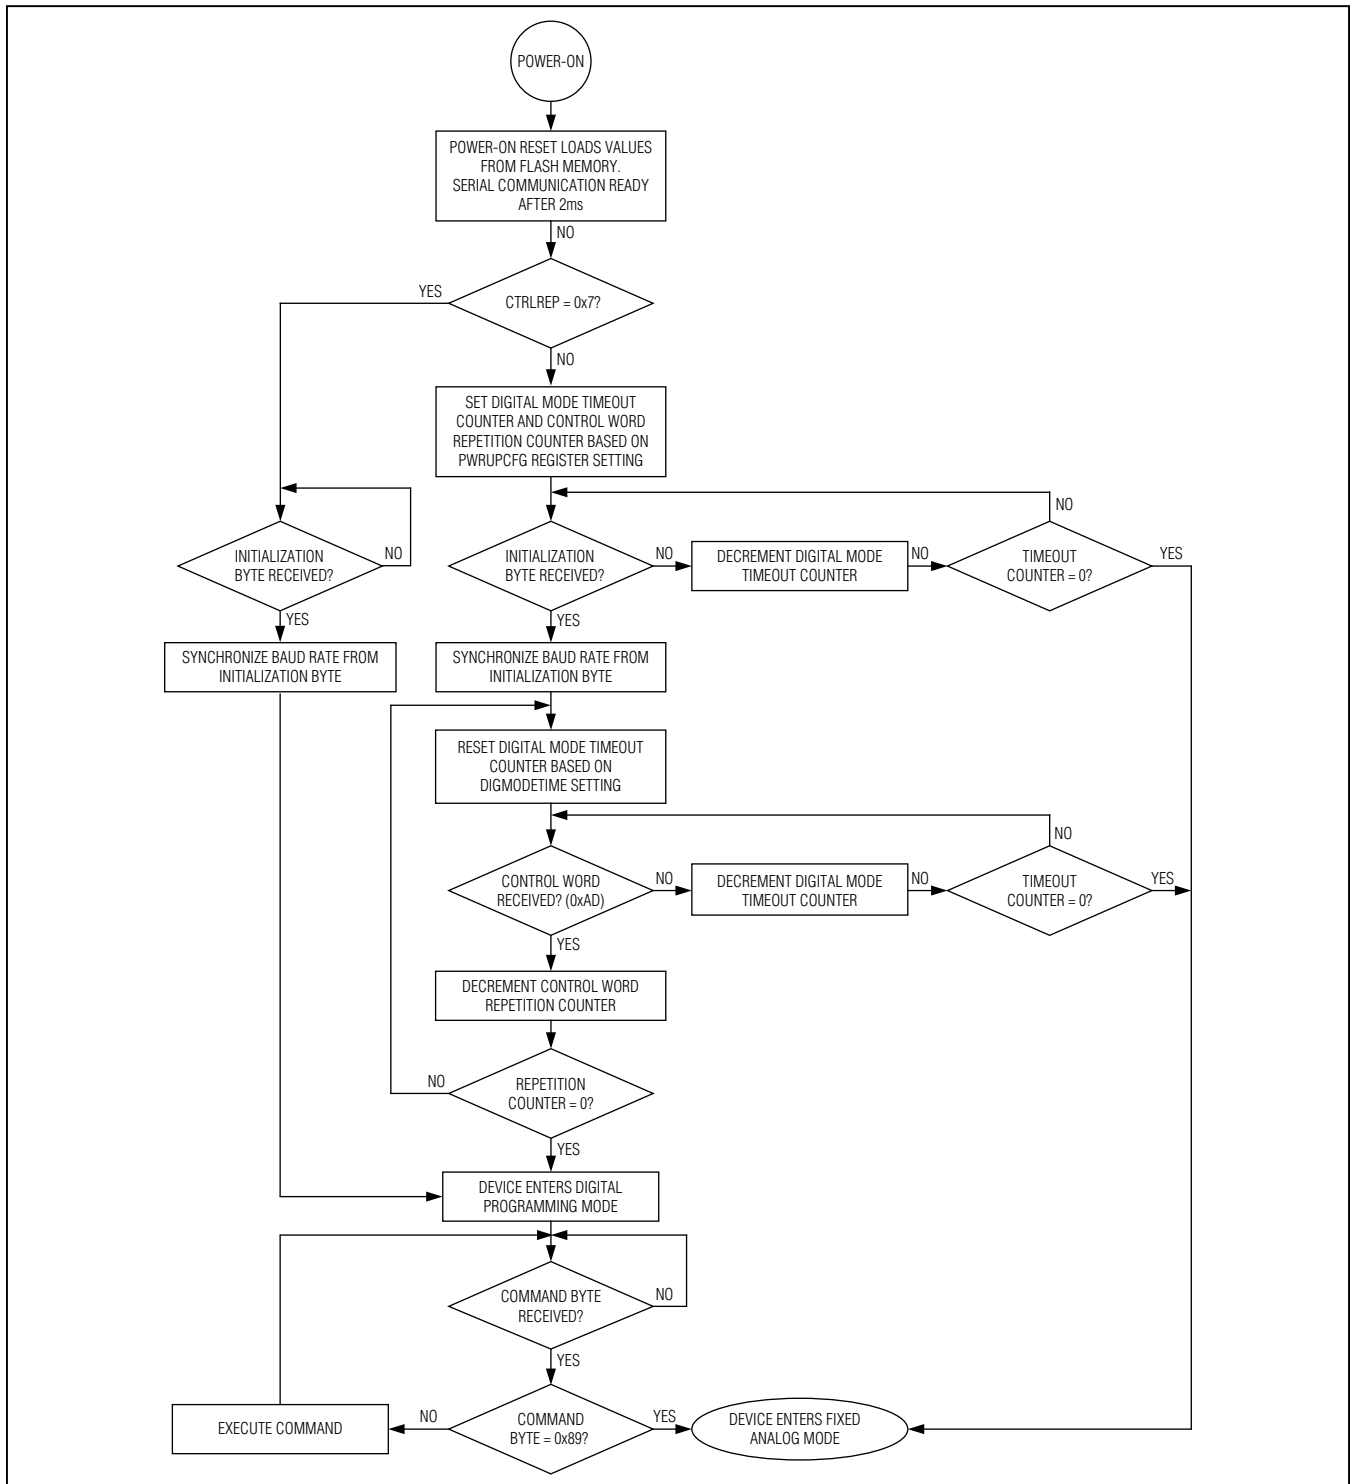 POWER-ON
POWER-ON RESET LOADS VALUES
FROM FLASH MEMORY.
SERIAL COMMUNICATION READY
AFTER 2ms
NO
YES
CTRLREP = 0x7?
NO
SET DIGITAL MODE TIMEOUT
COUNTER AND CONTROL WORD
REPETITION COUNTER BASED ON
PWRUPCFG REGISTER SETTING
NO
INITIALIZATION
BYTE RECEIVED?
NO
INITIALIZATION
BYTE RECEIVED?
NO
DECREMENT DIGITAL MODE
TIMEOUT COUNTER
NO
TIMEOUT
COUNTER = 0?
YES
YES
YES
SYNCHRONIZE BAUD RATE FROM
INITIALIZATION BYTE
SYNCHRONIZE BAUD RATE FROM
INITIALIZATION BYTE
RESET DIGITAL MODE TIMEOUT
COUNTER BASED ON
DIGMODETIME SETTING
NO
CONTROL WORD
RECEIVED? (0xAD)
NO
DECREMENT DIGITAL MODE
TIMEOUT COUNTER
NO
TIMEOUT
COUNTER = 0?
YES
YES
DECREMENT CONTROL WORD
REPETITION COUNTER
NO
REPETITION
COUNTER = 0?
YES
DEVICE ENTERS DIGITAL
PROGRAMMING MODE
COMMAND BYTE
RECEIVED?
NO
YES
EXECUTE COMMAND
NO
COMMAND
BYTE = 0x89?
YES
DEVICE ENTERS FIXED
ANALOG MODE